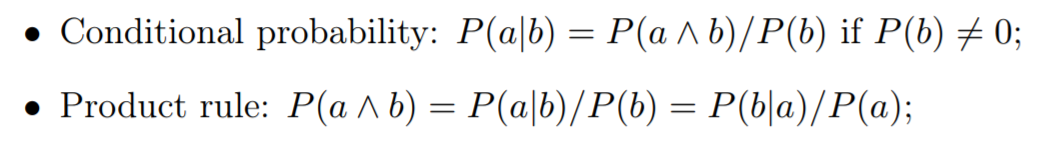 • Conditional probability: P(a|b) = P(a ∧ b)/P(b) if P(b) ≠ 0;
• Product rule: P(a ∧ b) = P(a|b)/P(b) = P(b|a)/P(a);